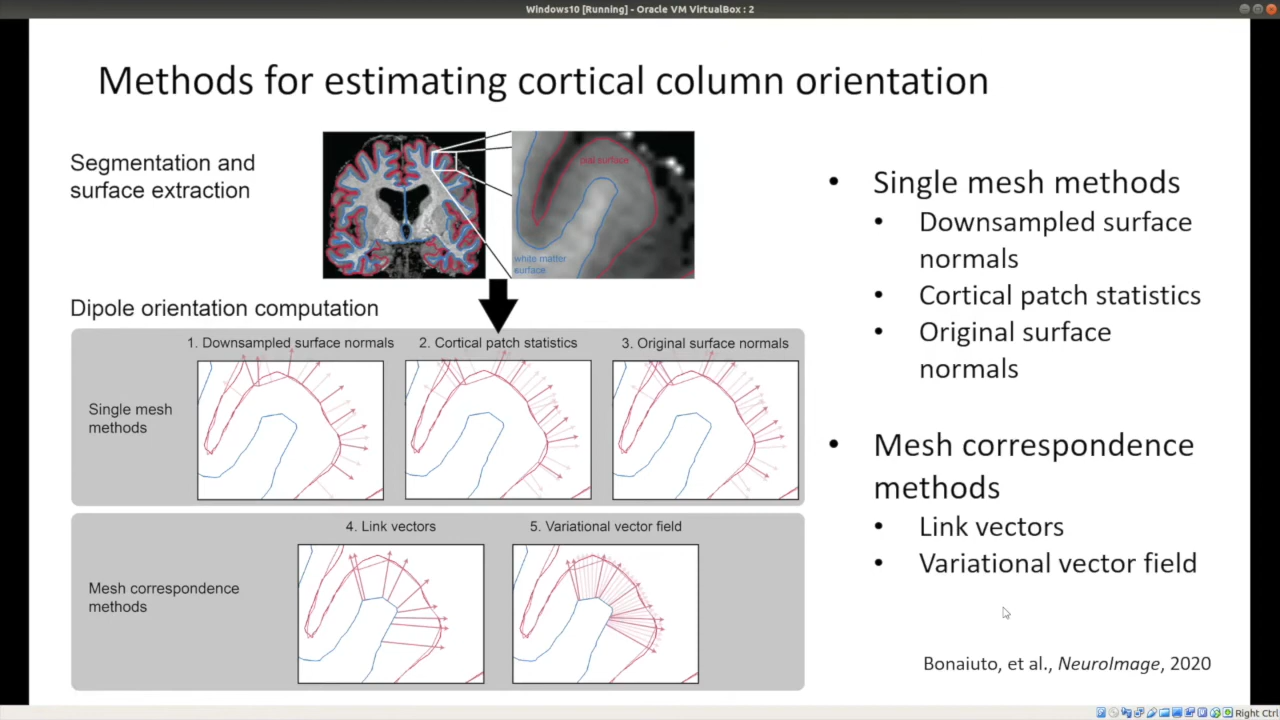 Windows10 [Running] - Oracle VM VirtualBox : 2
Methods for estimating cortical column orientation
Segmentation and
surface extraction
pial surface
white matter
surface
Dipole orientation computation
1. Downsampled surface normals
2. Cortical patch statistics
3. Original surface normals
Single mesh
methods
4. Link vectors
5. Variational vector field
Mesh correspondence
methods
• Single mesh methods
• Downsampled surface
normals
• Cortical patch statistics
• Original surface
normals
• Mesh correspondence
methods
• Link vectors
• Variational vector field
Bonaiuto, et al., NeuroImage, 2020
Right Ctrl